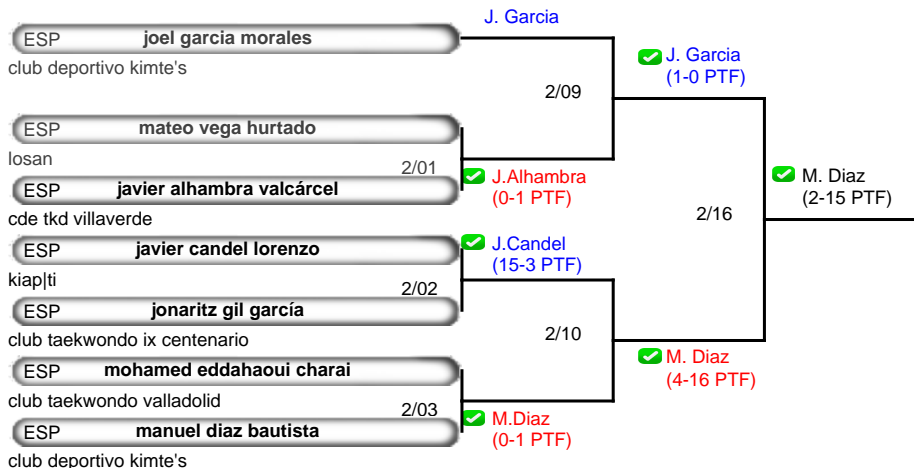 J. Garcia
ESP joel garcia morales
club deportivo kimte's
J. Garcia
(1-0 PTF)
2/09
ESP mateo vega hurtado
losan
2/01
J.Alhambra
(0-1 PTF)
ESP javier alhambra valcárcel
cde tkd villaverde
M. Diaz
(2-15 PTF)
2/16
ESP javier candel lorenzo
kiap|ti
J.Candel
(15-3 PTF)
2/02
ESP jonaritz gil garcía
club taekwondo ix centenario
2/10
ESP mohamed eddahaoui charai
club taekwondo valladolid
M. Diaz
(4-16 PTF)
2/03
ESP manuel diaz bautista
club deportivo kimte's
M.Diaz
(0-1 PTF)